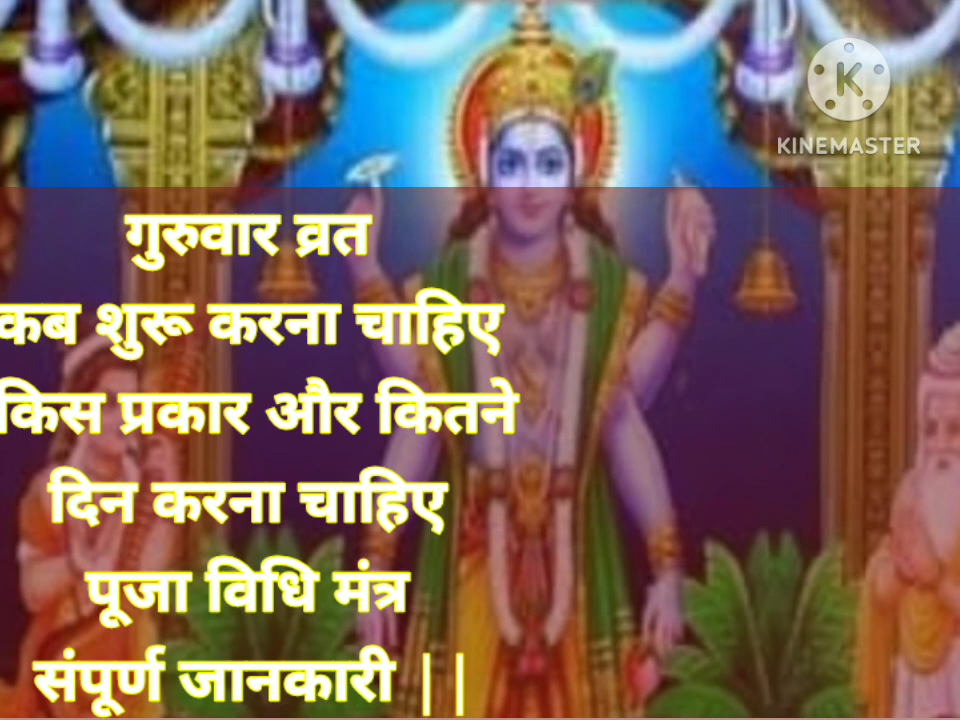 K
KINEMASTER
गुरुवार व्रत
कब शुरू करना चाहिए
किस प्रकार और कितने
दिन करना चाहिए
पूजा विधि मंत्र
संपूर्ण जानकारी ||